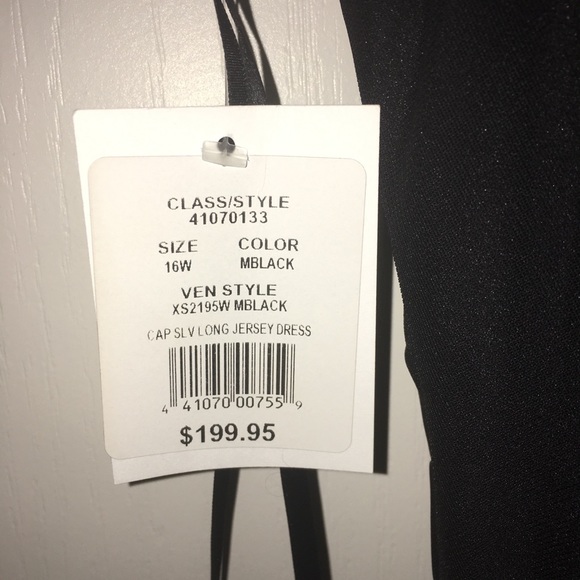 CLASS/STYLE
41070133
SIZE COLOR
16W MBLACK
VEN STYLE
XS2195W MBLACK
CAP SLV LONG JERSEY DRESS
4 41070 00755 9
$199.95